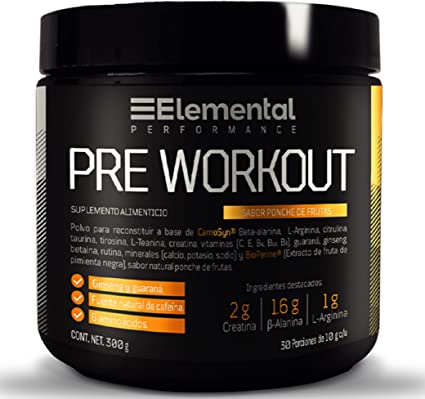 Elemental
PERFORMANCE
PRE WORKOUT
SUPLEMENTO ALIMENTICIO
SABOR PONCHE DE FRUTAS
Polvo para reconstituir a base de CarnoSyn® Beta-alanina, L-Arginina, citrulina,
taurina, tirosina, L-Teanina, creatina vitaminas (C, E, B6, B12, B3) guaraná, ginseng,
betaína, rutina, minerales (calcio, potasio, sodio) y BioPerine® (Extracto de fruta de
pimienta negra), sabor natural ponche de frutas.
Ginseng y guaraná.
Fuente natural de cafeína.
6 aminoácidos.
CONT. NET. 300g
Ingredientes destacados:
2g 1.6g 1g
Creatina β-Alanina L-Arginina
30 Porciones de 10 g c/u